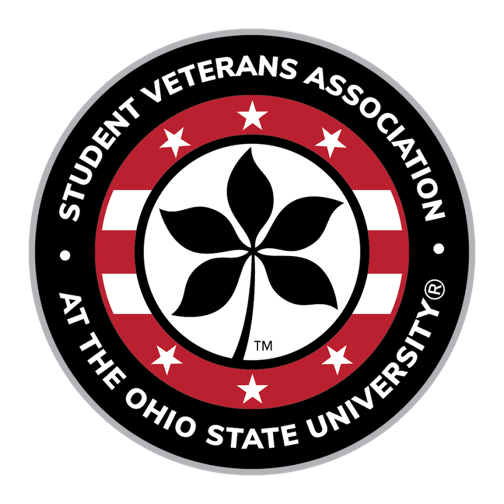 STUDENT VETERANS ASSOCIATION
AT THE OHIO STATE UNIVERSITY®
TM